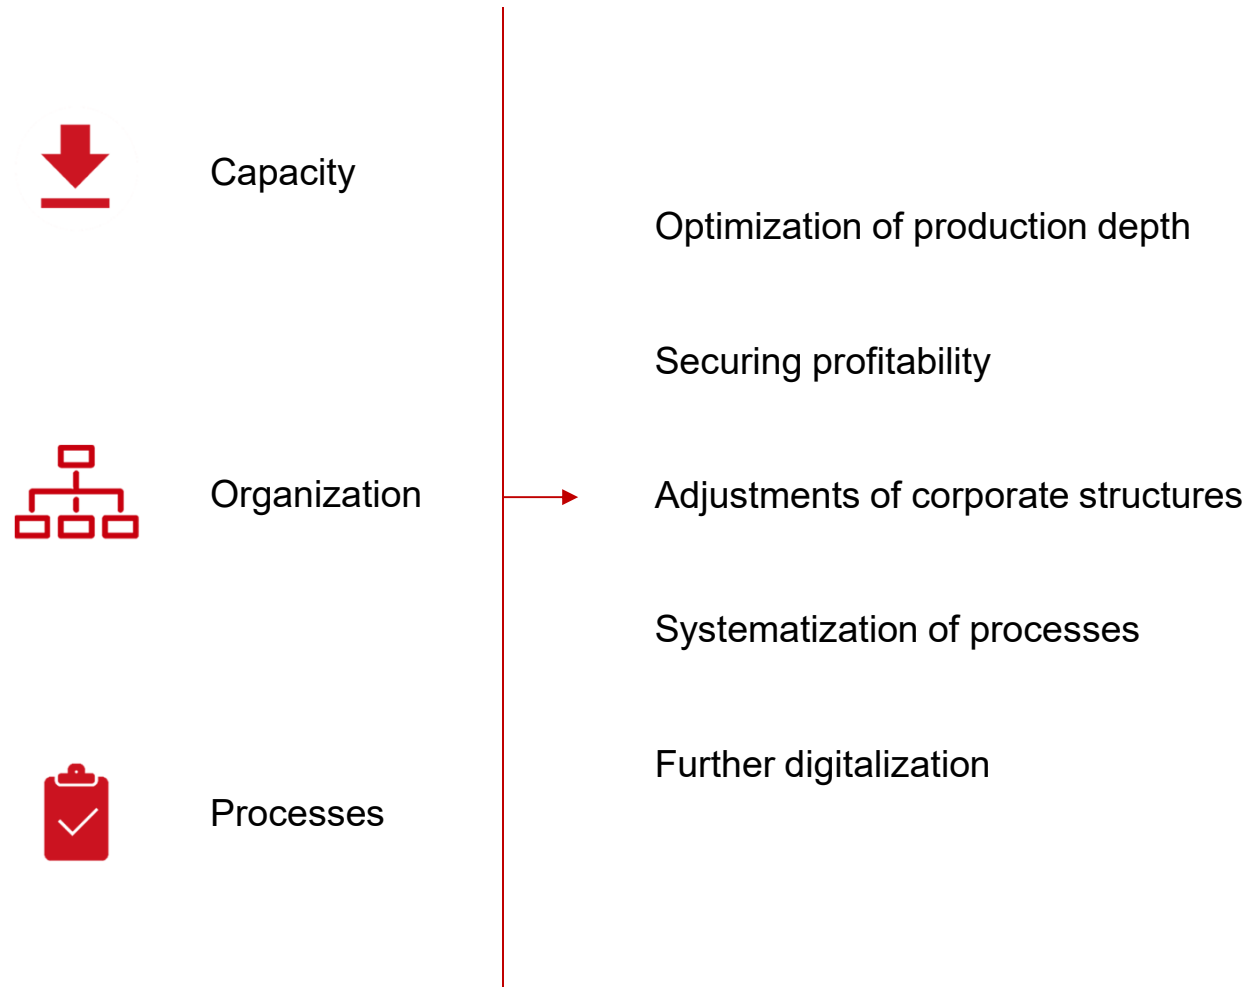 Capacity
Organization
Processes
Optimization of production depth
Securing profitability
Adjustments of corporate structures
Systematization of processes
Further digitalization